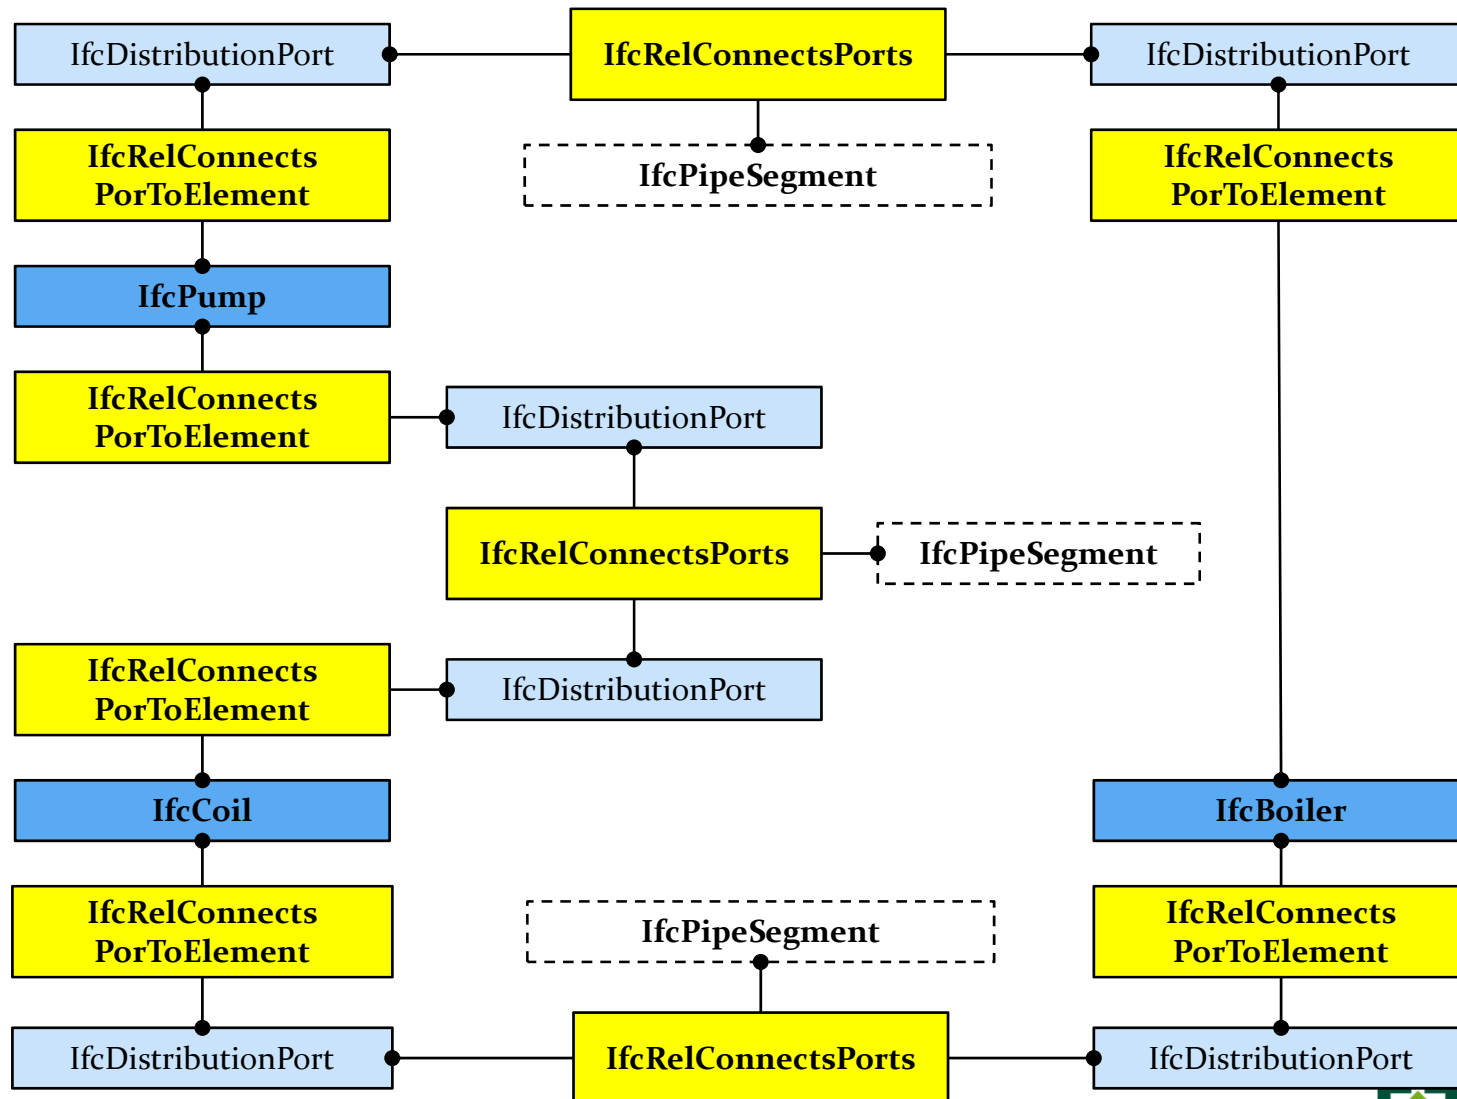 IfcDistributionPort
IfcRelConnectsPorts
IfcDistributionPort
IfcRelConnects
PorToElement
IfcPipeSegment
IfcRelConnects
PorToElement
IfcPump
IfcRelConnects
PorToElement
IfcDistributionPort
IfcRelConnectsPorts
IfcPipeSegment
IfcRelConnects
PorToElement
IfcDistributionPort
IfcCoil
IfcBoiler
IfcRelConnects
PorToElement
IfcPipeSegment
IfcRelConnects
PorToElement
IfcDistributionPort
IfcRelConnectsPorts
IfcDistributionPort